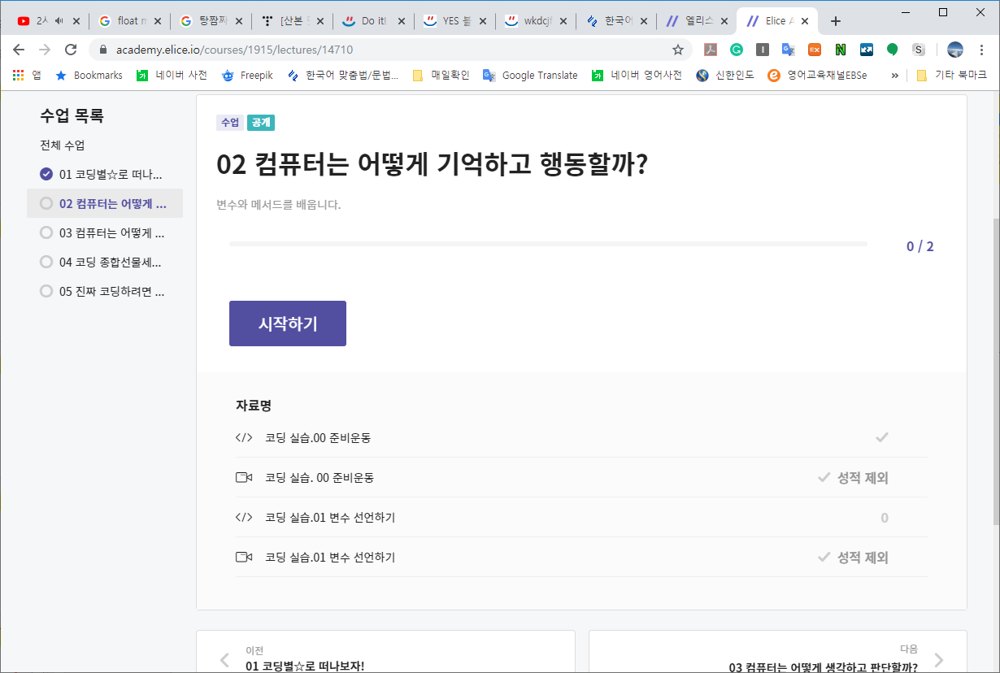 2시
float m
탕짬짜
[산본
Do it!
YES 블
wkdcjf
한국어
엘리스
Elice A
academy.elice.io/courses/1915/lectures/14710
앱
Bookmarks
네이버 사전
Freepik
한국어 맞춤법/문법...
매일확인
Google Translate
네이버 영어사전
신한인도
영어교육채널EBSe
»
기타 북마크
수업 목록
전체 수업
01 코딩별☆로 떠나...
02 컴퓨터는 어떻게 ...
03 컴퓨터는 어떻게 ...
04 코딩 종합선물세...
05 진짜 코딩하려면 ...
수업 공개
02 컴퓨터는 어떻게 기억하고 행동할까?
변수와 메서드를 배웁니다.
0 / 2
시작하기
자료명
</> 코딩 실습.00 준비운동
코딩 실습. 00 준비운동 성적 제외
</> 코딩 실습.01 변수 선언하기 0
코딩 실습.01 변수 선언하기 성적 제외
이전
01 코딩별☆로 떠나보자!
다음
03 컴퓨터는 어떻게 생각하고 판단할까?